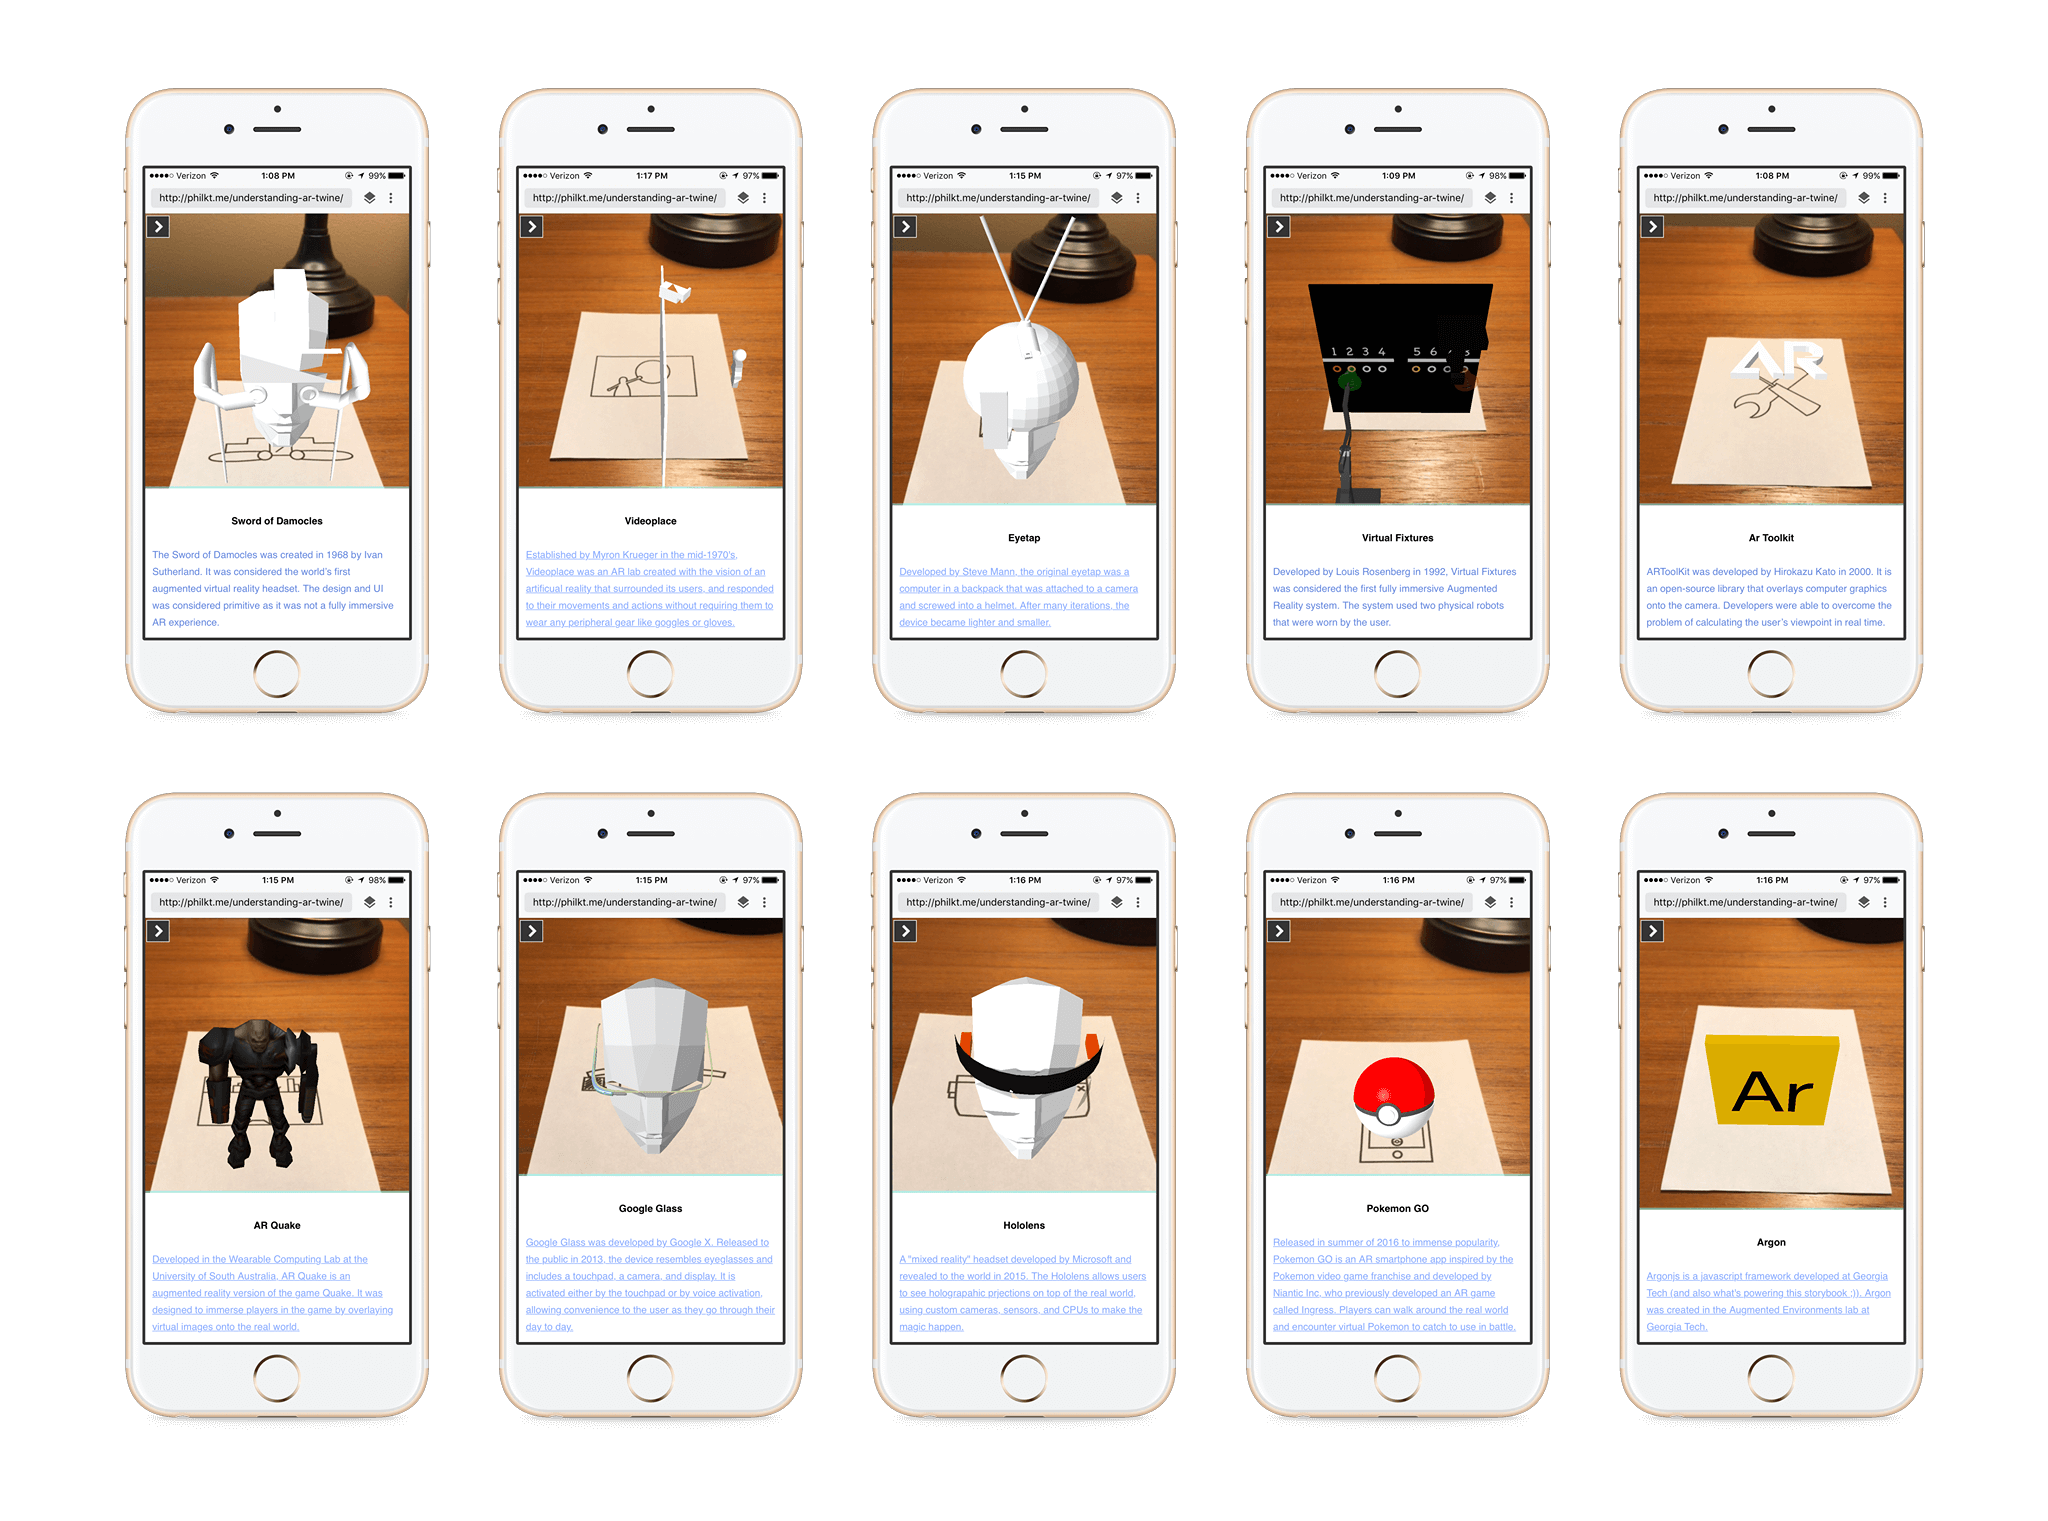 Verizon 1:08 PM 99%
http://philkt.me/understanding-ar-twine/
Sword of Damocles
The Sword of Damocles was created in 1968 by Ivan
Sutherland. It was considered the world's first
augmented virtual reality headset. The design and UI
was considered primitive as it was not a fully immersive
AR experience.
Verizon 1:17 PM 97%
http://philkt.me/understanding-ar-twine/
Videoplace
Established by Myron Krueger in the mid-1970's,
Videoplace was an AR lab created with the vision of an
artificual reality that surrounded its users, and responded
to their movements and actions without requiring them to
wear any peripheral gear like goggles or gloves.
Verizon 1:15 PM 97%
http://philkt.me/understanding-ar-twine/
Eyetap
Developed by Steve Mann, the original eyetap was a
computer in a backpack that was attached to a camera
and screwed into a helmet. After many iterations, the
device became lighter and smaller.
Verizon 1:09 PM 98%
http://philkt.me/understanding-ar-twine/
1 2 3 4 5 6 7 8
Virtual Fixtures
Developed by Louis Rosenberg in 1992, Virtual Fixtures
was considered the first fully immersive Augmented
Reality system. The system used two physical robots
that were worn by the user.
Verizon 1:08 PM 99%
http://philkt.me/understanding-ar-twine/
AR
Ar Toolkit
ARToolKit was developed by Hirokazu Kato in 2000. It is
an open-source library that overlays computer graphics
onto the camera. Developers were able to overcome the
problem of calculating the user's viewpoint in real time.
Verizon 1:15 PM 98%
http://philkt.me/understanding-ar-twine/
AR Quake
Developed in the Wearable Computing Lab at the
University of South Australia, AR Quake is an
augmented reality version of the game Quake. It was
designed to immerse players in the game by overlaying
virtual images onto the real world.
Verizon 1:15 PM 97%
http://philkt.me/understanding-ar-twine/
Google Glass
Google Glass was developed by Google X. Released to
the public in 2013, the device resembles eyeglasses and
includes a touchpad, a camera, and display. It is
activated either by the touchpad or by voice activation,
allowing convenience to the user as they go through their
day to day.
Verizon 1:16 PM 97%
http://philkt.me/understanding-ar-twine/
Hololens
A "mixed reality" headset developed by Microsoft and
revealed to the world in 2015. The Hololens allows users
to see holograpahic prjections on top of the real world,
using custom cameras, sensors, and CPUs to make the
magic happen.
Verizon 1:16 PM 97%
http://philkt.me/understanding-ar-twine/
Pokemon GO
Released in summer of 2016 to immense popularity,
Pokemon GO is an AR smartphone app inspired by the
Pokemon video game franchise and developed by
Niantic Inc, who previously developed an AR game
called Ingress. Players can walk around the real world
and encounter virtual Pokemon to catch to use in battle.
Verizon 1:16 PM 97%
http://philkt.me/understanding-ar-twine/
Ar
Argon
Argonjs is a javascript framework developed at Georgia
Tech (and also what's powering this storybook ;)). Argon
was created in the Augmented Environments lab at
Georgia Tech.